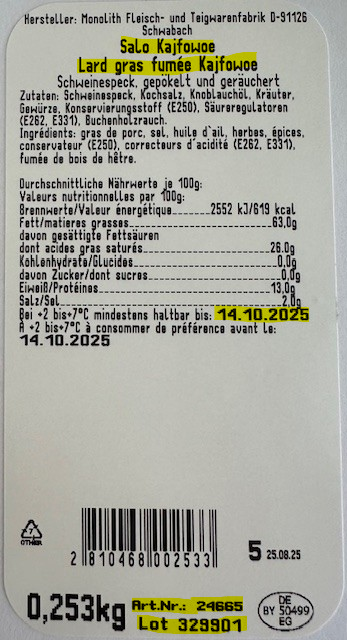 Hersteller: Monolith Fleisch- und Teigwarenfabrik D-91126
Schwabach
Salo Kajfowoe
Lard gras fumée Kajfowoe
Schweinespeck, gepökelt und geräuchert
Zutaten: Schweinespeck, Kochsalz, Knoblauchöl, Kräuter,
Gewürze, Konservierungsstoff (E250), Säureregulatoren
(E262, E331), Buchenholzrauch.
Ingrédients: gras de porc, sel, huile d`ail, herbes, épices,
conservateur (E250), correcteurs d'acidité (E262, E331),
fumée de bois de hêtre.
Durchschnittliche Nährwerte je 100g:
Valeurs nutritionnelles par 100g:
Brennwerte/Valeur énergétique 2552 kJ/619 kcal
Fett/matieres grasses 63,0g
davon gesättigte Fettsäuren
dont acides gras saturés 26.0g
Kohlenhydrate/Glucides 0,0g
davon Zucker/dont sucres 0,0g
Eiweiß/Protéines 13,0g
Salz/Sel 2,0g
Bei +2 bis+7°C mindestens haltbar bis: 14.10.2025
À +2 bis+7°C à consommer de préférence avant le:
14.10.2025
7
OTHER
2 810468 002533
5 25.08.25
0,253kg
Art.Nr.: 24665
Lot 329901
DE
BY 50499
EG